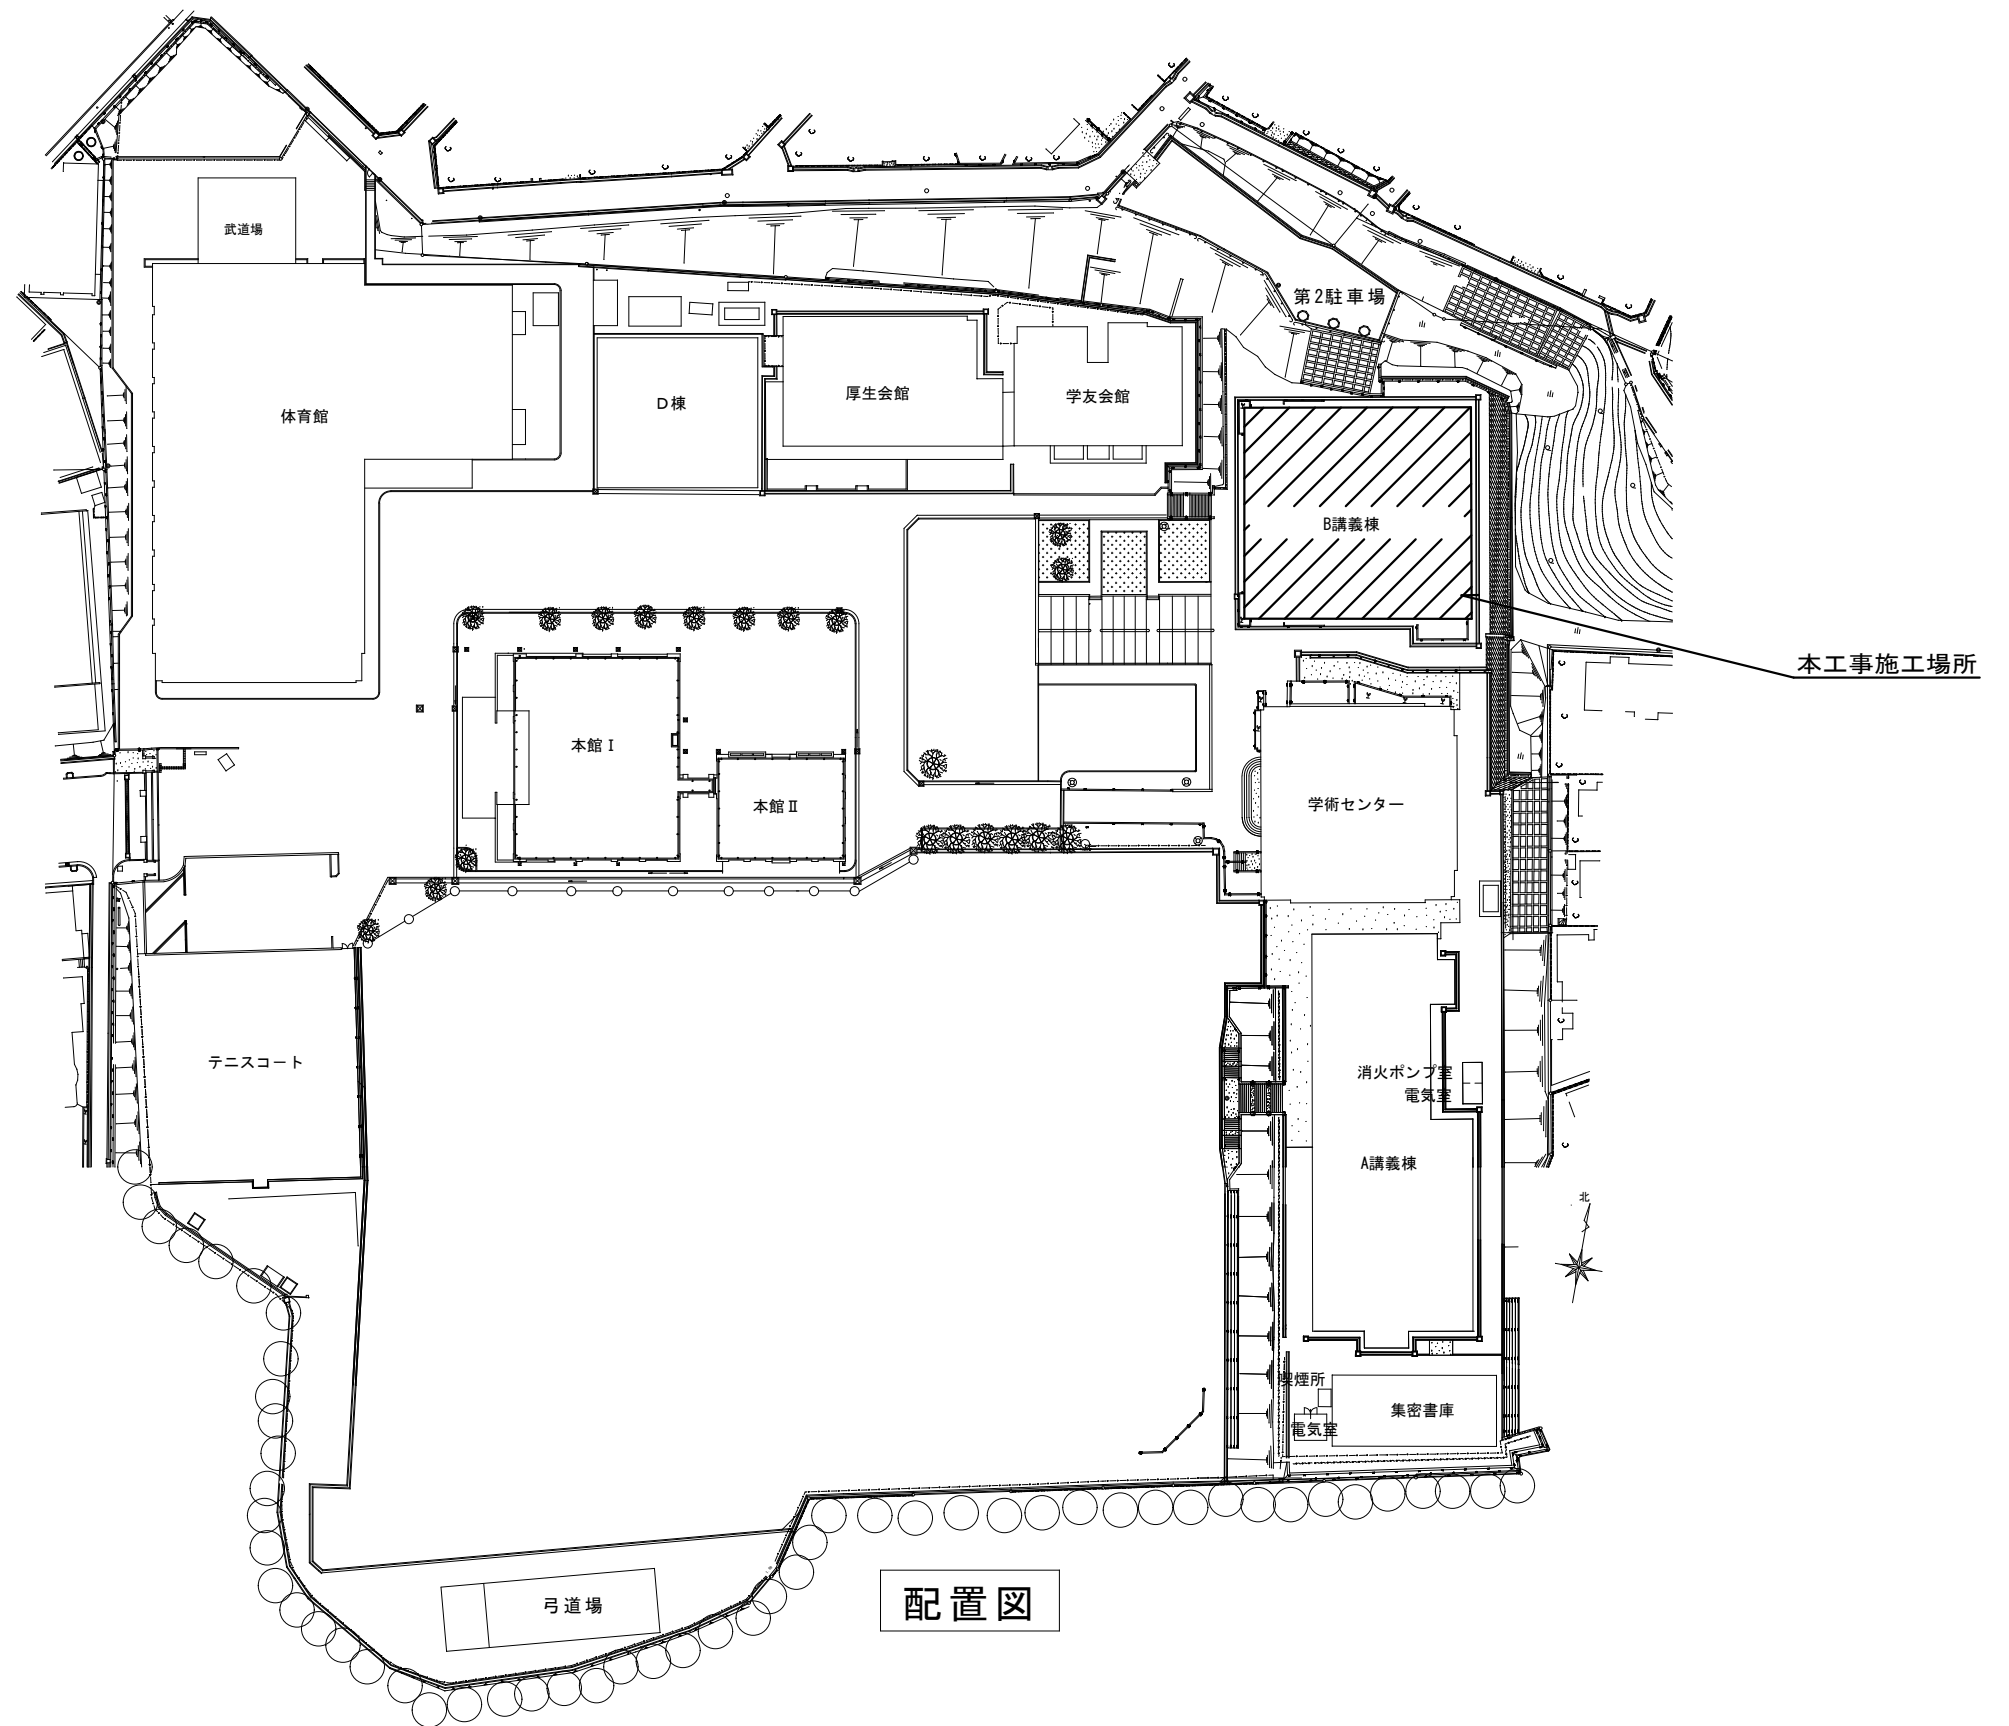 武道場
第2駐車場
体育館
D棟
厚生会館
学友会館
B講義棟
本工事施工場所
本館Ⅰ
本館Ⅱ
学術センター
テニスコート
消火ポンプ室
電気室
A講義棟
北
喫煙所
電気室
集密書庫
弓道場
配置図